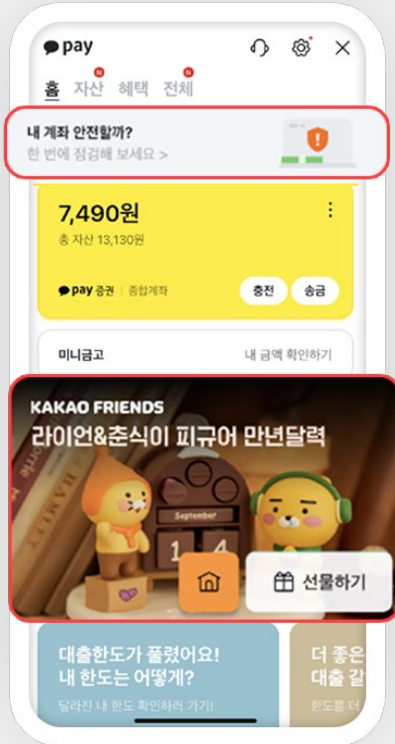 pay
홈 자산 혜택 전체
N N
내 계좌 안전할까?
한 번에 점검해 보세요 >
7,490원
총 자산 13,130원
pay 증권 | 종합계좌
충전 송금
미니금고 내 금액 확인하기
KAKAO FRIENDS
라이언&춘식이 피규어 만년달력
HAMLET
September
1 4
선물하기
대출한도가 풀렸어요!
내 한도는 어떻게?
달라진 내 한도 확인하러 가기!
더 좋은
대출 갈
한도를 더